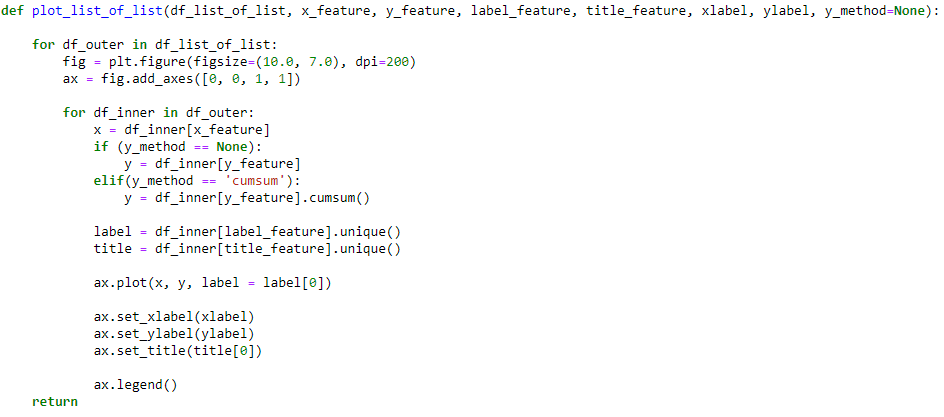 def plot_list_of_list(df_list_of_list, x_feature, y_feature, label_feature, title_feature, xlabel, ylabel, y_method=None):
for df_outer in df_list_of_list:
fig = plt.figure(figsize=(10.0, 7.0), dpi=200)
ax = fig.add_axes([0, 0, 1, 1])
for df_inner in df_outer:
x = df_inner[x_feature]
if (y_method == None):
y = df_inner[y_feature]
elif(y_method == 'cumsum'):
y = df_inner[y_feature].cumsum()
label = df_inner[label_feature].unique()
title = df_inner[title_feature].unique()
ax.plot(x, y, label = label[0])
ax.set_xlabel(xlabel)
ax.set_ylabel(ylabel)
ax.set_title(title[0])
ax.legend()
return